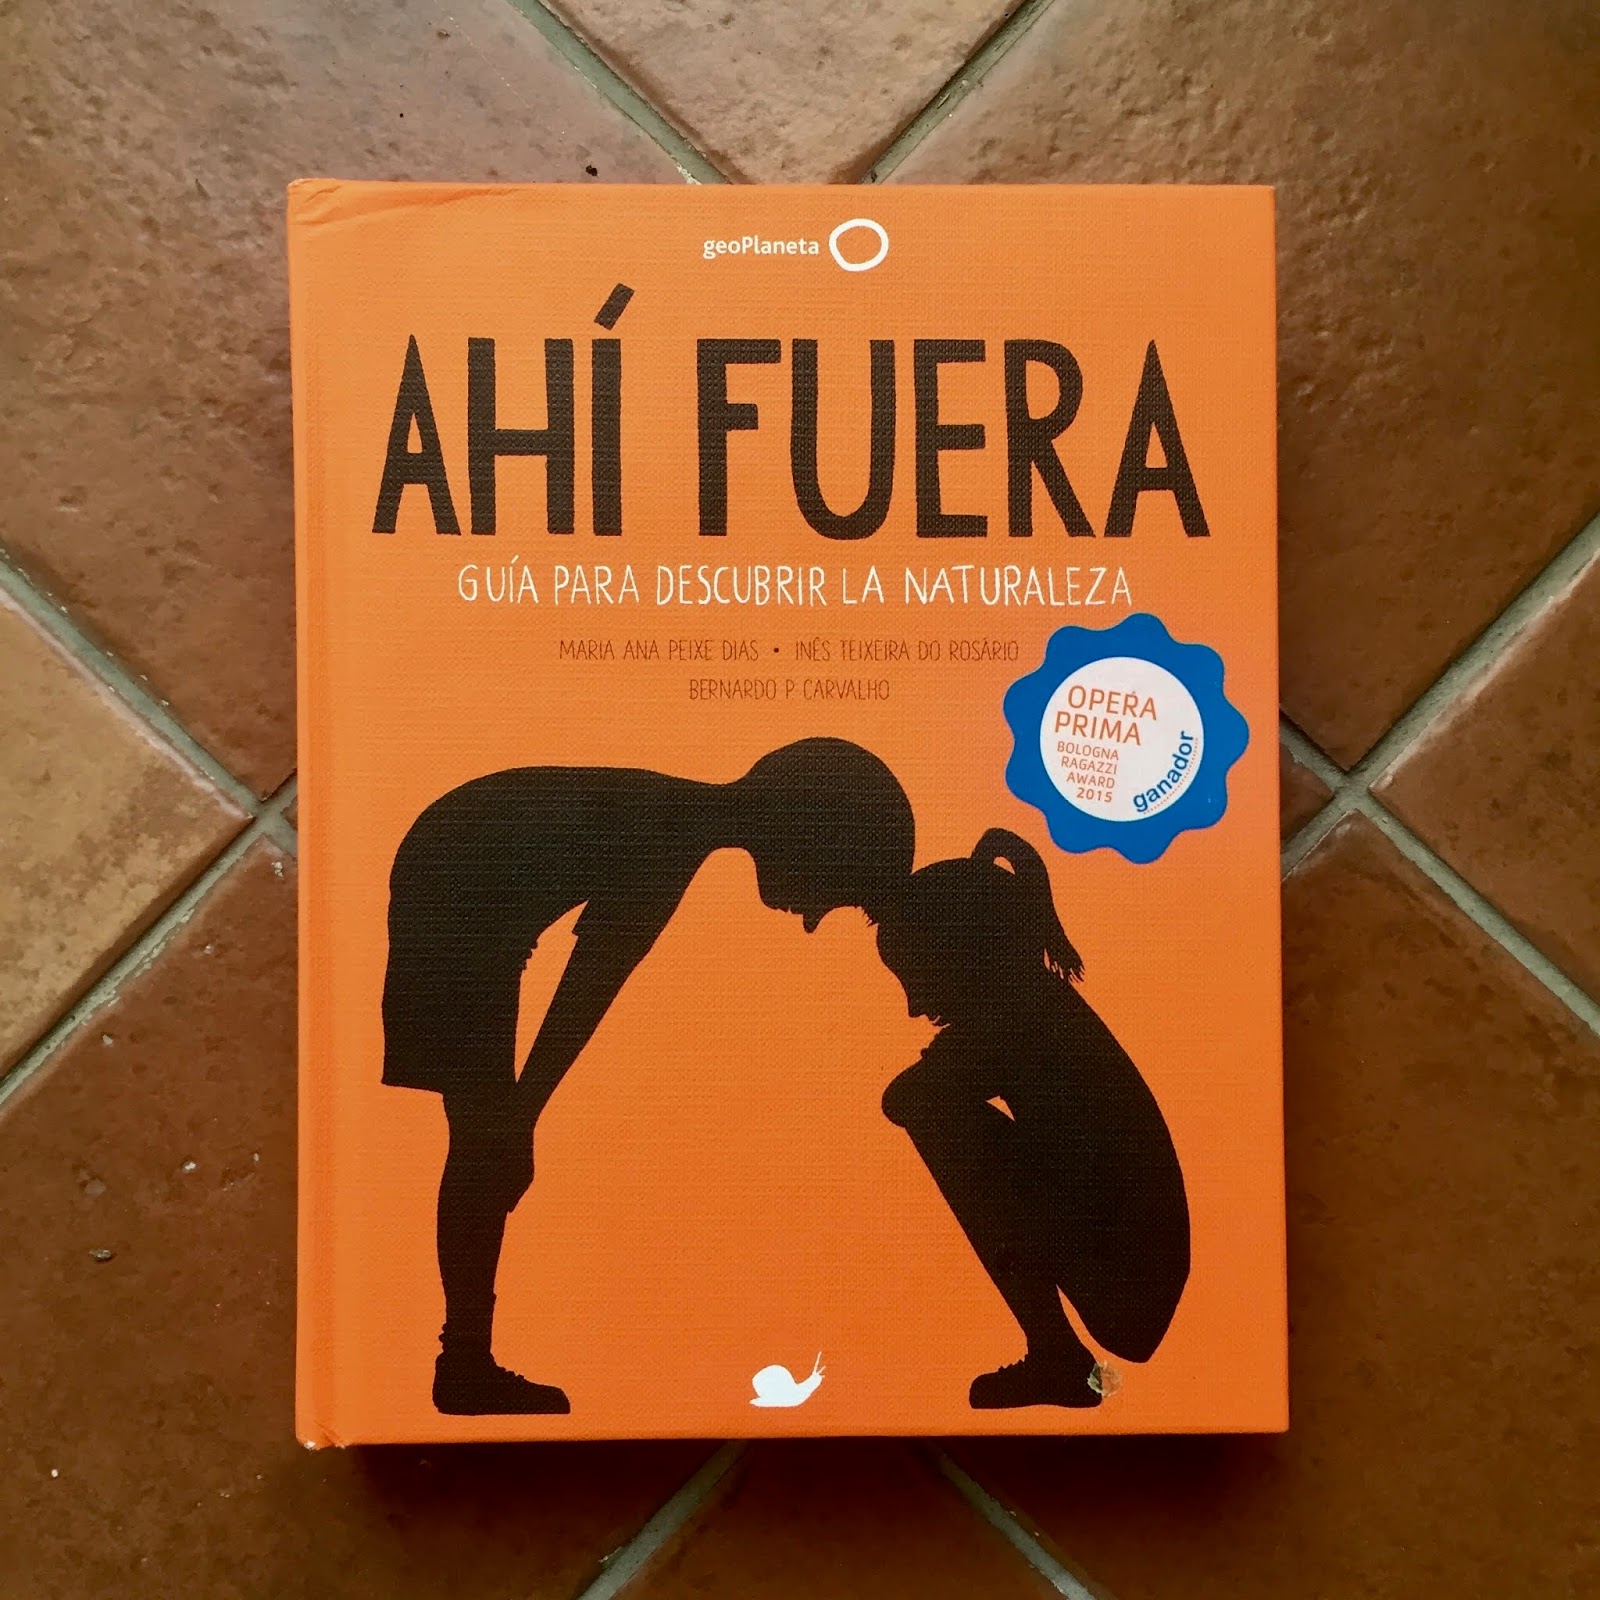 geoPlaneta
AHÍ FUERA
GUÍA PARA DESCUBRIR LA NATURALEZA
MARIA ANA PEIXE DIAS • INÊS TEIXEIRA DO ROSÁRIO
BERNARDO P. CARVALHO
OPERA
PRIMA
BOLOGNA
RAGAZZI
AWARD
2015
ganador